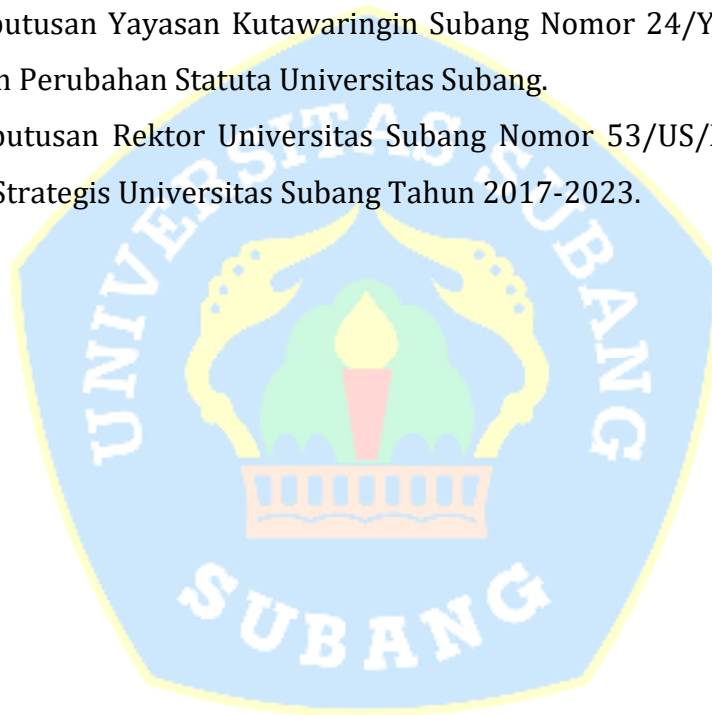 putusan Yayasan Kutawaringin Subang Nomor 24/Y
Perubahan Statuta Universitas Subang.
putusan Rektor Universitas Subang Nomor 53/US/
Strategis Universitas Subang Tahun 2017-2023.
UNIVERSITAS SUBANG
SUBANG